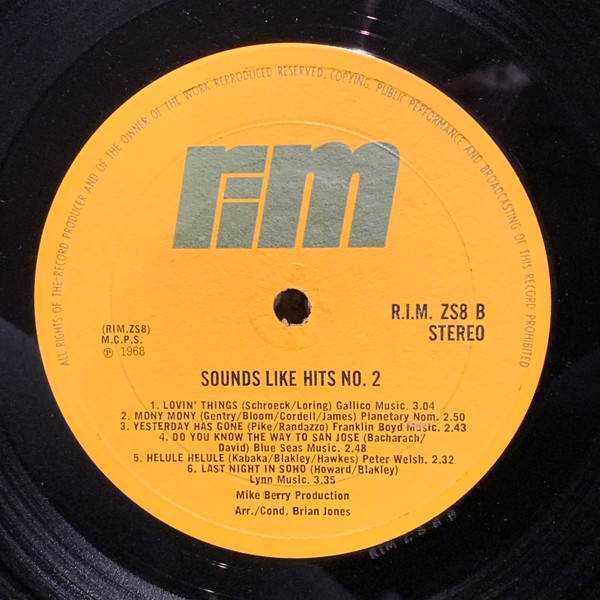 ALL RIGHTS OF THE RECORD PRODUCER AND OF THE OWNER OF THE WORK REPRODUCED RESERVED, COPYING, PUBLIC PERFORMANCE AND BROADCASTING OF THIS RECORD PROHIBITED
rim
R.I.M. ZS8 B
STEREO
(RIM.ZS8)
M.C.P.S.
℗ 1968
SOUNDS LIKE HITS NO. 2
1. LOVIN' THINGS (Schroeck/Loring) Gallico Music. 3.04
2. MONY MONY (Gentry/Bloom/Cordell/James) Planetary Nom. 2.50
3. YESTERDAY HAS GONE (Pike/Randazzo) Franklin Boyd Music. 2.43
4. DO YOU KNOW THE WAY TO SAN JOSE (Bacharach/
David) Blue Seas Music. 2.48
5. HELULE HELULE (Kabaka/Blakley/Hawkes) Peter Welsh. 2.32
6. LAST NIGHT IN SOHO (Howard/Blakley)
Lynn Music. 3.35
Mike Berry Production
Arr./Cond. Brian Jones
RIM Z S 8 B